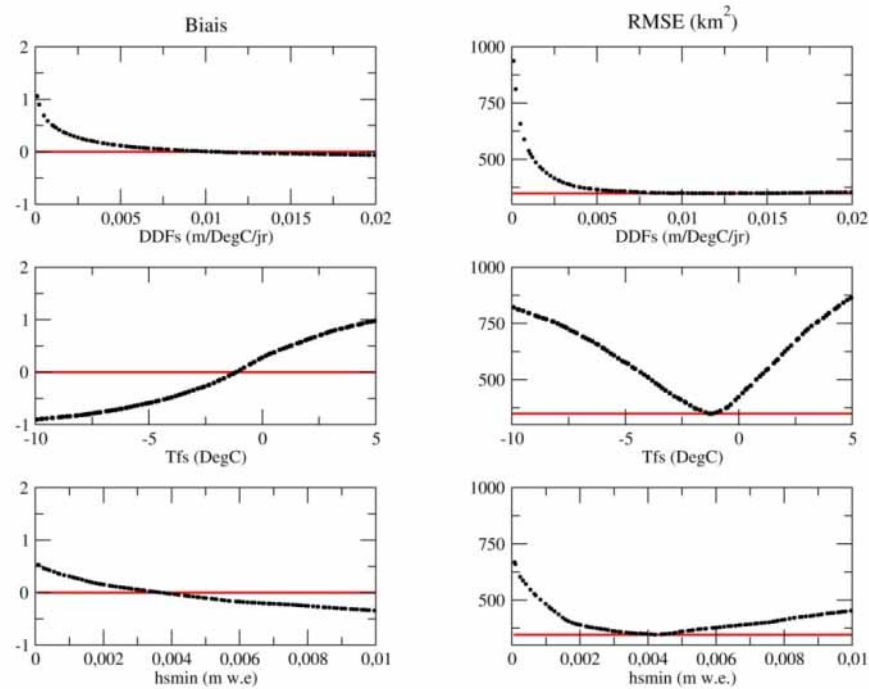 Biais
RMSE (km²)
2
1
0
-1
0 0,005 0,01 0,015 0,02
DDFs (m/DegC/jr)
1000
750
500
0 0,005 0,01 0,015 0,02
DDFs (m/DegC/jr)
2
1
0
-1
-10 -5 0 5
Tfs (DegC)
1000
750
500
-10 -5 0 5
Tfs (DegC)
2
1
0
-1
0 0,002 0,004 0,006 0,008 0,01
hsmin (m w.e)
1000
750
500
0 0,002 0,004 0,006 0,008 0,01
hsmin (m w.e.)